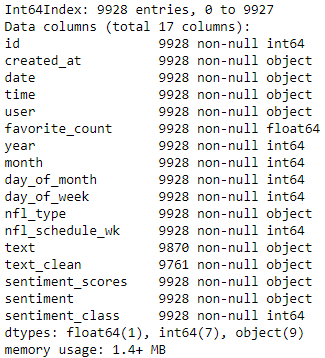 Int64Index: 9928 entries, 0 to 9927
Data columns (total 17 columns):
id 9928 non-null int64
created_at 9928 non-null object
date 9928 non-null object
time 9928 non-null object
user 9928 non-null object
favorite_count 9928 non-null float64
year 9928 non-null int64
month 9928 non-null int64
day_of_month 9928 non-null int64
day_of_week 9928 non-null int64
nfl_type 9928 non-null object
nfl_schedule_wk 9928 non-null int64
text 9870 non-null object
text_clean 9761 non-null object
sentiment_scores 9928 non-null object
sentiment 9928 non-null object
sentiment_class 9928 non-null int64
dtypes: float64(1), int64(7), object(9)
memory usage: 1.4+ MB